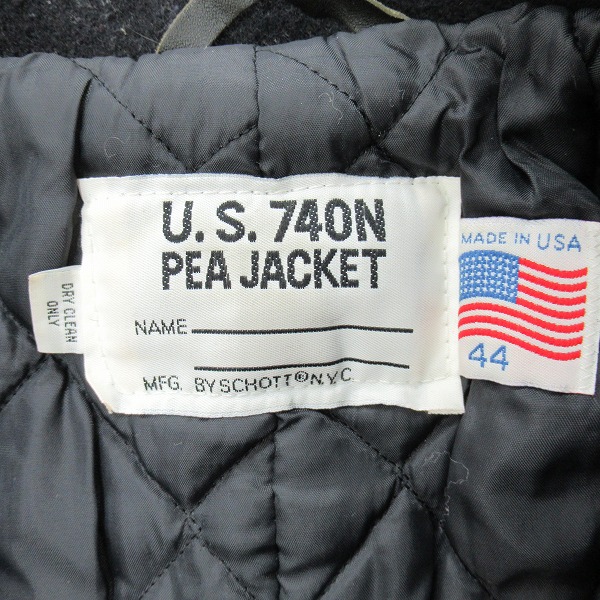 U.S. 740N
PEA JACKET
NAME
MFG. BY SCHOTT® N.Y.C
DRY CLEAN
ONLY
MADE IN USA
44